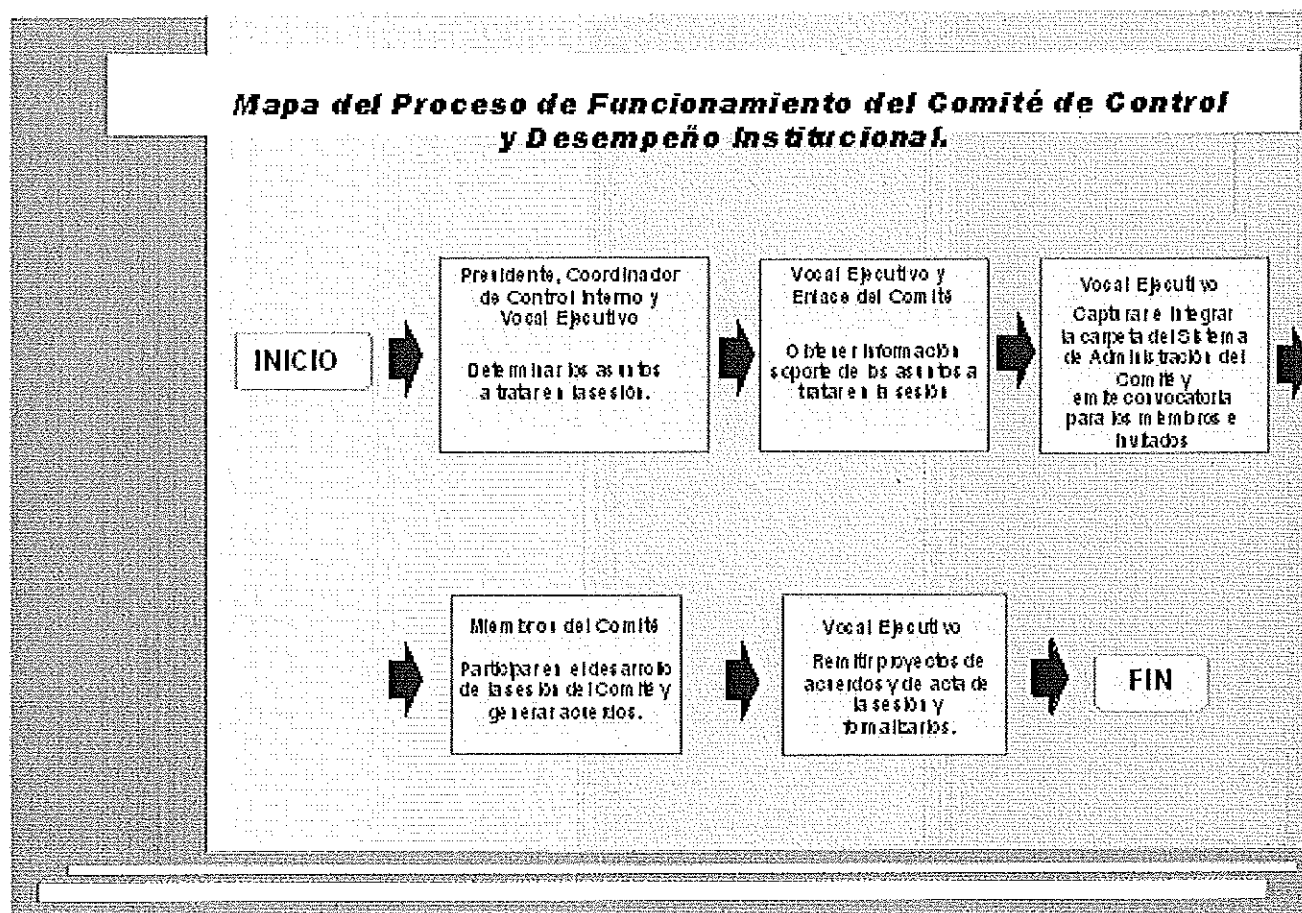 Mapa del Proceso de Funcionamiento del Comité de Control
y Desempeño Institucional.
INICIO
Presidente, Coordinador
de Control Interno y
Vocal Ejecutivo
Determinar los asuntos
a tratar en la sesión.
Vocal Ejecutivo y
Enlace del Comité
Obtener información
soporte de los asuntos a
tratar en la sesión
Vocal Ejecutivo
Capturar e integrar
la carpeta del Sistema
de Administración del
Comité y
emite convocatoria
para los miembros e
invitados
Miembros del Comité
Participar en el desarrollo
de la sesión del Comité y
generar acuerdos.
Vocal Ejecutivo
Remitir proyectos de
acuerdos y de acta de
la sesión y
formalizarlos.
FIN